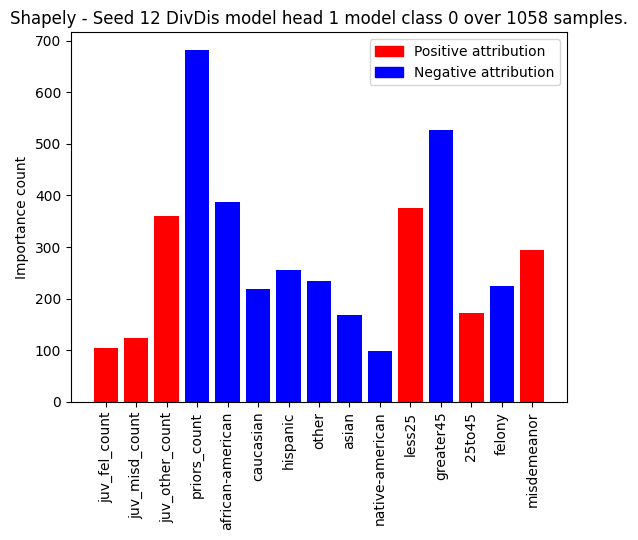 Shapely - Seed 12 DivDis model head 1 model class 0 over 1058 samples.
Positive attribution
Negative attribution
Importance count
700
600
500
400
300
200
100
0
juv_fel_count
juv_misd_count
juv_other_count
priors_count
african-american
caucasian
hispanic
other
asian
native-american
less25
greater45
25to45
felony
misdemeanor